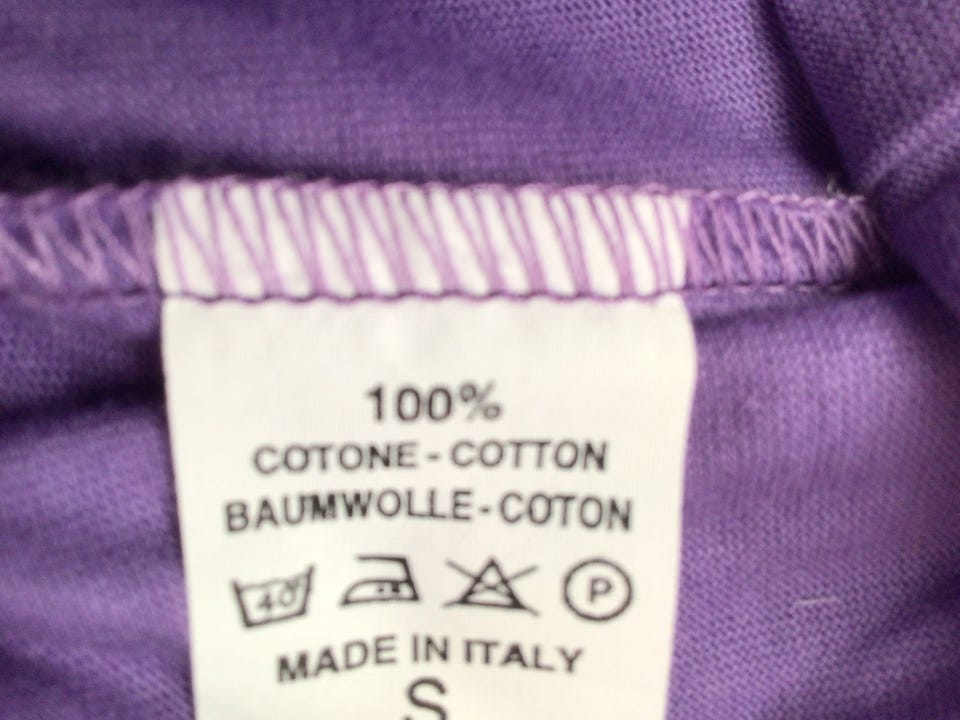 100%
COTONE - COTTON
BAUMWOLLE - COTON
40° P
MADE IN ITALY
S